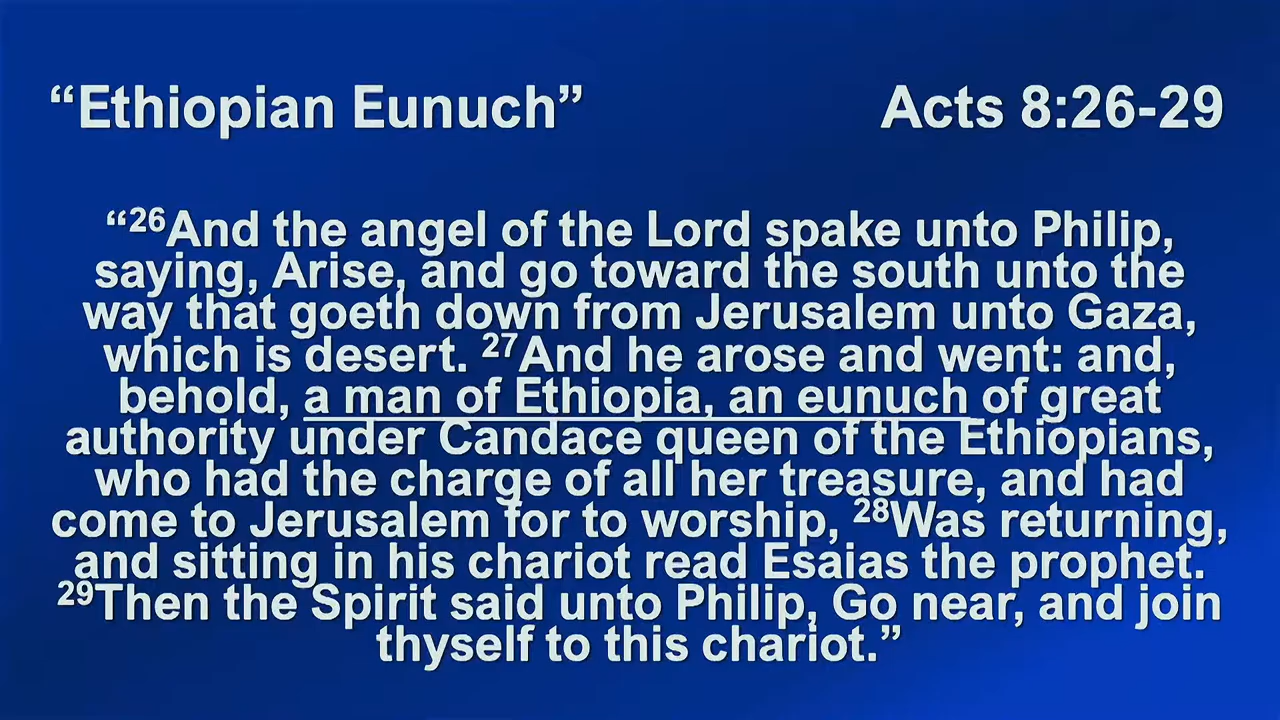 “Ethiopian Eunuch” Acts 8:26-29
“26And the angel of the Lord spake unto Philip,
saying, Arise, and go toward the south unto the
way that goeth down from Jerusalem unto Gaza,
which is desert. 27And he arose and went: and,
behold, a man of Ethiopia, an eunuch of great
authority under Candace queen of the Ethiopians,
who had the charge of all her treasure, and had
come to Jerusalem for to worship, 28Was returning,
and sitting in his chariot read Esaias the prophet.
29Then the Spirit said unto Philip, Go near, and join
thyself to this chariot.”